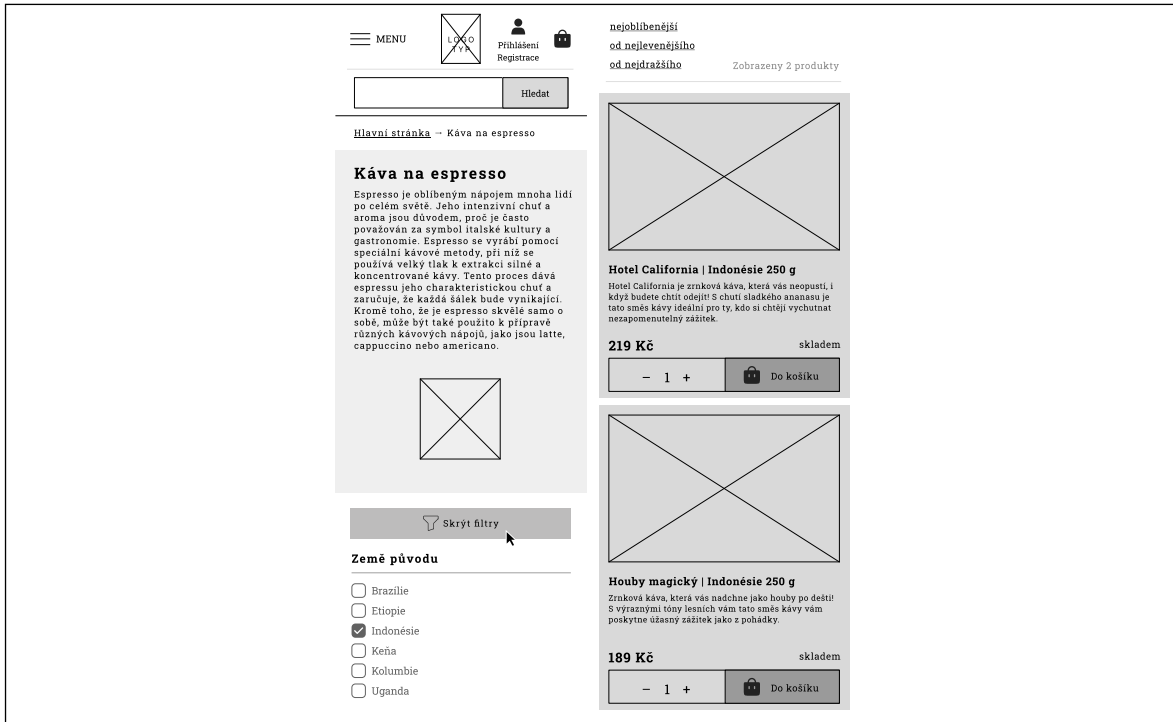 MENU
LOGO
TYP
Přihlášení
Registrace
Hledat
Hlavní stránka → Káva na espresso
Káva na espresso
Espresso je oblíbeným nápojem mnoha lidí
po celém světě. Jeho intenzivní chuť a
aroma jsou důvodem, proč je často
považován za symbol italské kultury a
gastronomie. Espresso se vyrábí pomocí
speciální kávové metody, při níž se
používá velký tlak k extrakci silné a
koncentrované kávy. Tento proces dává
espressu jeho charakteristickou chuť a
zaručuje, že každá šálek bude vynikající.
Kromě toho, že je espresso skvělé samo o
sobě, může být také použito k přípravě
různých kávových nápojů, jako jsou latte,
cappuccino nebo americano.
Skrýt filtry
Země původu
Brazílie
Etiopie
Indonésie
Keňa
Kolumbie
Uganda
nejoblíbenější
od nejlevenějšího
od nejdražšího
Zobrazeny 2 produkty
Hotel California | Indonésie 250 g
Hotel California je zrnková káva, která vás neopustí, i
když budete chtít odejít! S chutí sladkého ananasu je
tato směs kávy ideální pro ty, kdo si chtějí vychutnat
nezapomenutelný zážitek.
219 Kč
skladem
− 1 +
Do košíku
Houby magický | Indonésie 250 g
Zrnková káva, která vás nadchne jako houby po dešti!
S výraznými tóny lesních vám tato směs kávy vám
poskytne úžasný zážitek jako z pohádky.
189 Kč
skladem
− 1 +
Do košíku